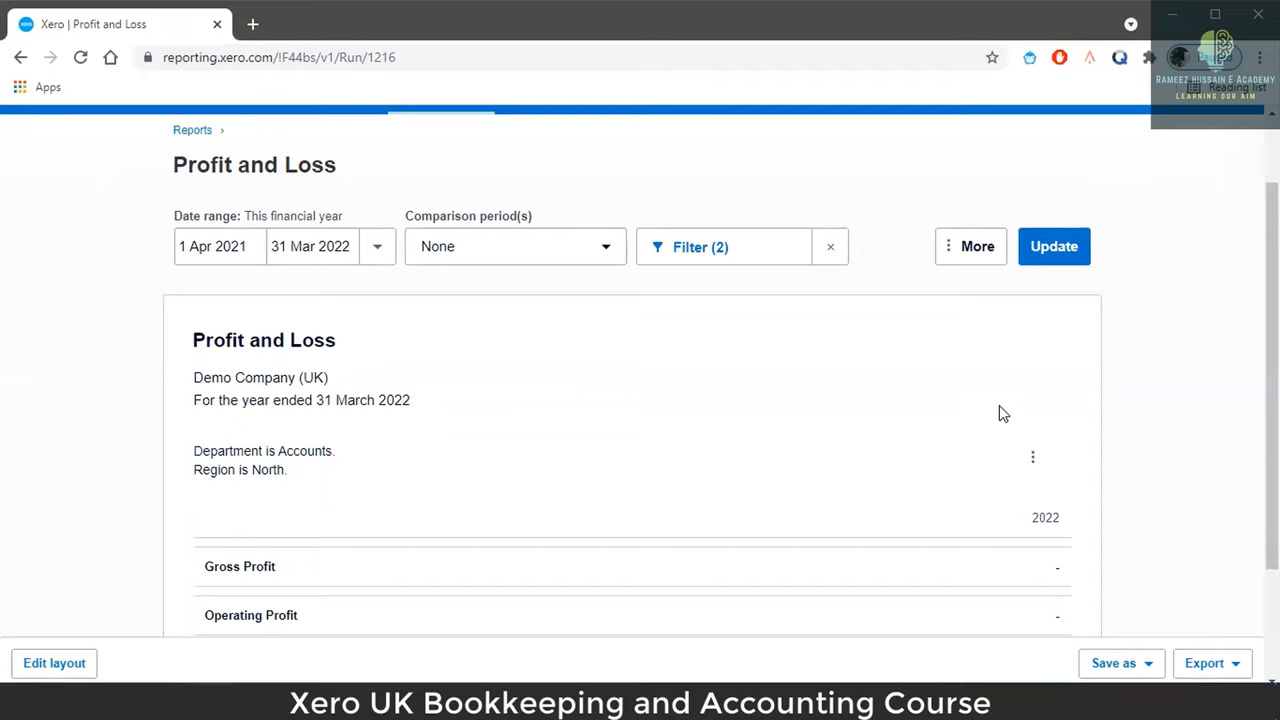 Xero | Profit and Loss
reporting.xero.com/!F44bs/v1/Run/1216
Apps
Reading list
RAMEEZ HUSSAIN E ACADEMY
LEARNING OUR AIM
Reports
Profit and Loss
Date range: This financial year
Comparison period(s)
1 Apr 2021 31 Mar 2022 None Filter (2) More Update
Profit and Loss
Demo Company (UK)
For the year ended 31 March 2022
Department is Accounts.
Region is North.
2022
Gross Profit -
Operating Profit -
Edit layout Save as Export
Xero UK Bookkeeping and Accounting Course